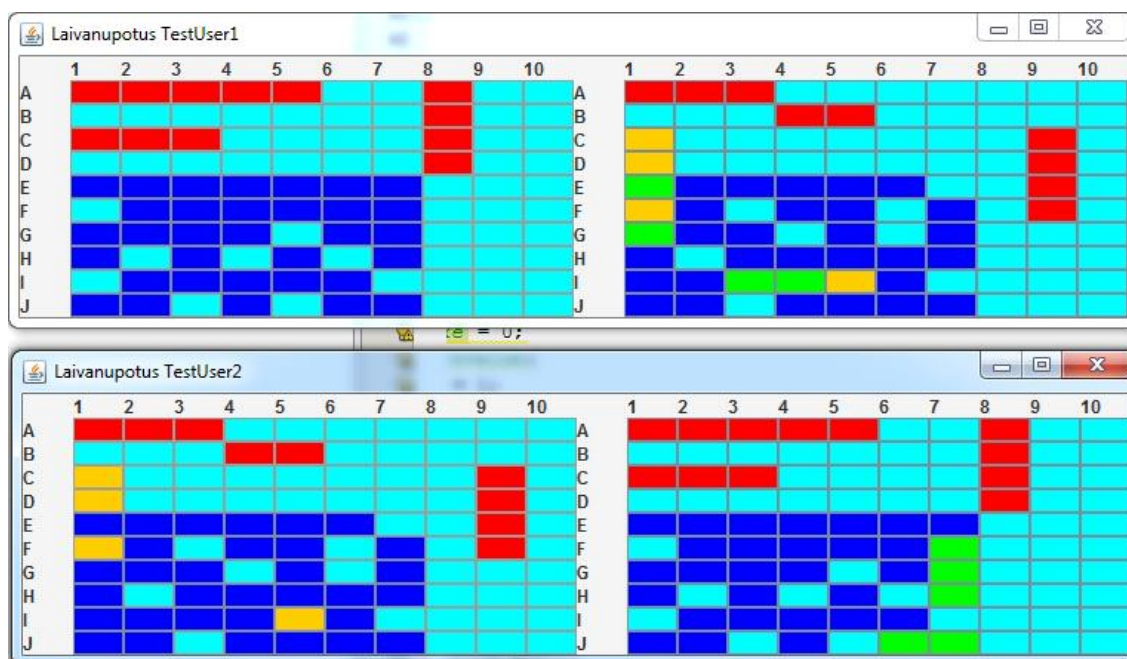 Laivanupotus TestUser1
1 2 3 4 5 6 7 8 9 10 1 2 3 4 5 6 7 8 9 10
A A
B B
C C
D D
E E
F F
G G
H H
I I
J J
= 0;
Laivanupotus TestUser2
1 2 3 4 5 6 7 8 9 10 1 2 3 4 5 6 7 8 9 10
A A
B B
C C
D D
E E
F F
G G
H H
I I
J J